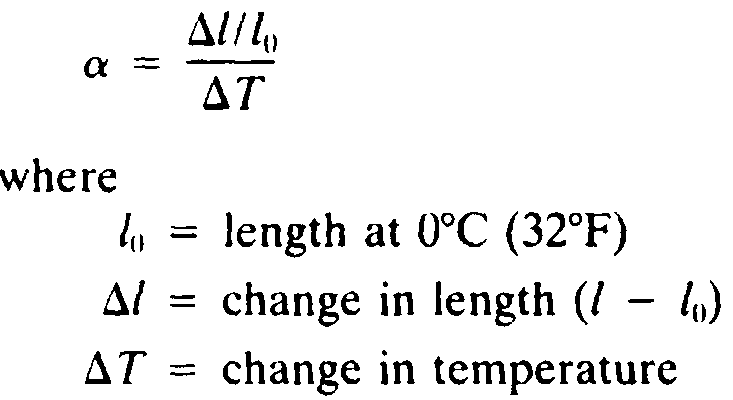 α = Δl/l₀ / ΔT
where
l₀ = length at 0°C (32°F)
Δl = change in length (l − l₀)
ΔT = change in temperature